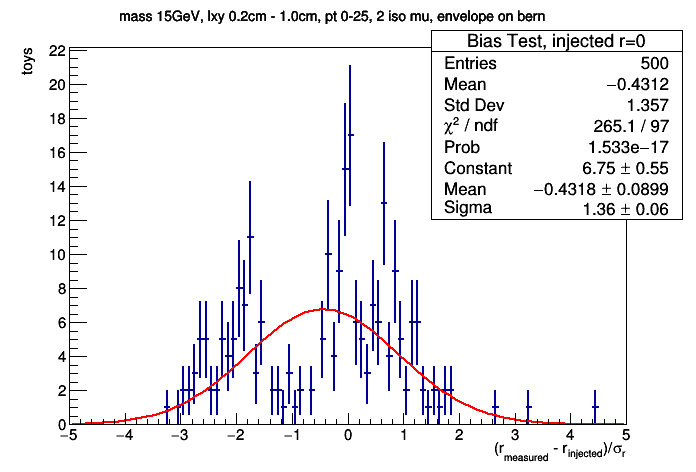 mass 15GeV, lxy 0.2cm - 1.0cm, pt 0-25, 2 iso mu, envelope on bern
toys
Bias Test, injected r=0
Entries 500
Mean −0.4312
Std Dev 1.357
χ² / ndf 265.1 / 97
Prob 1.533e−17
Constant 6.75 ± 0.55
Mean −0.4318 ± 0.0899
Sigma 1.36 ± 0.06
22
20
18
16
14
12
10
8
6
4
2
0
−5 −4 −3 −2 −1 0 1 2 3 4 5
(r_measured - r_injected)/σ_r